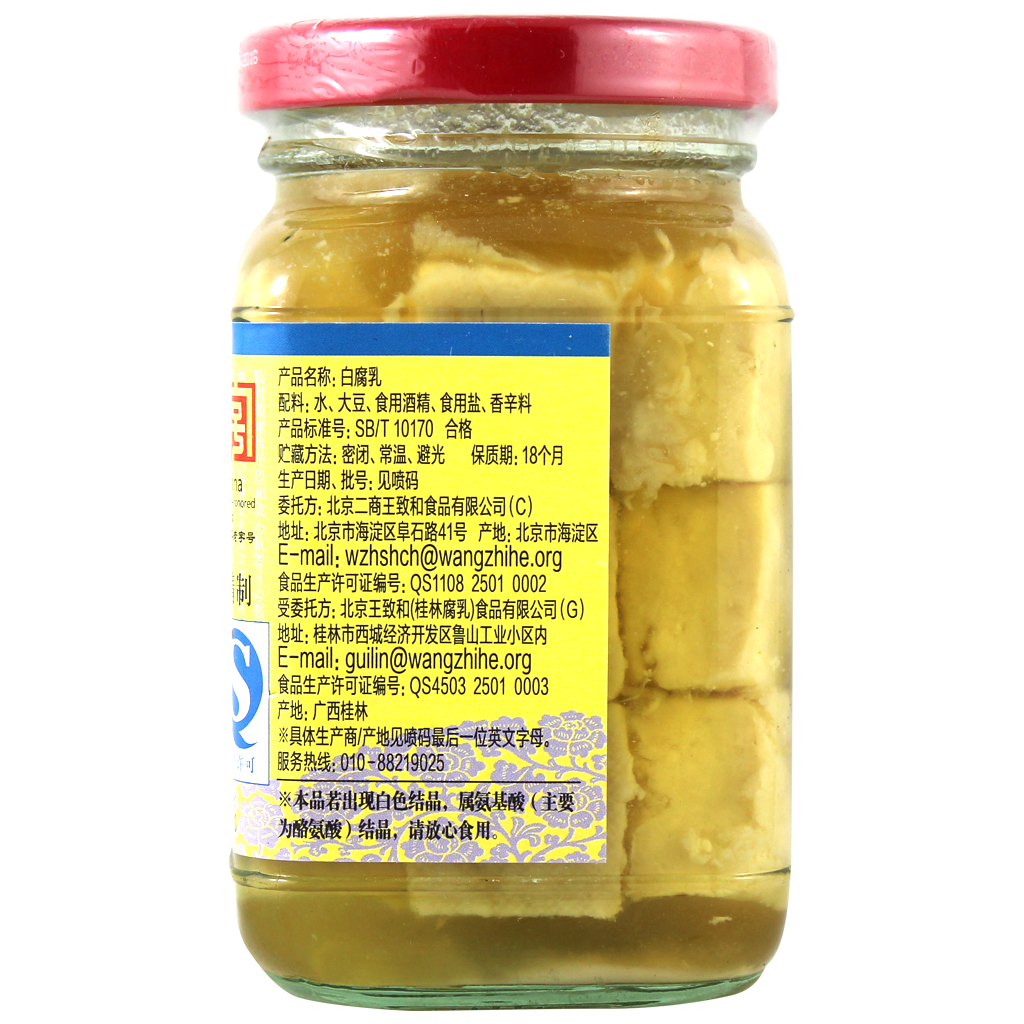 产品名称：白腐乳
配料：水、大豆、食用酒精、食用盐、香辛料
产品标准号：SB/T 10170 合格
贮藏方法：密闭、常温、避光 保质期：18个月
生产日期、批号：见喷码
委托方：北京二商王致和食品有限公司(C)
地址：北京市海淀区阜石路41号 产地：北京市海淀区
E-mail: wzhshch@wangzhihe.org
食品生产许可证编号：QS1108 2501 0002
受委托方：北京王致和(桂林腐乳)食品有限公司(G)
地址：桂林市西城经济开发区鲁山工业小区内
E-mail: guilin@wangzhihe.org
食品生产许可证编号：QS4503 2501 0003
产地：广西桂林
※具体生产商/产地见喷码最后一位英文字母。
服务热线：010-88219025
※本品若出现白色结晶，属氨基酸（主要
为酪氨酸）结晶，请放心食用。
字号
制
S
许可